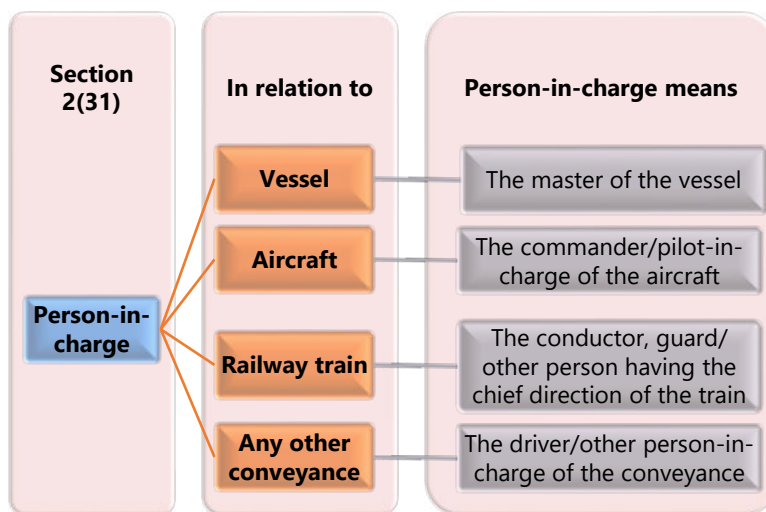 Section
2(31)
In relation to
Person-in-charge means
Person-in-
charge
Vessel
The master of the vessel
Aircraft
The commander/pilot-in-
charge of the aircraft
Railway train
The conductor, guard/
other person having the
chief direction of the train
Any other
conveyance
The driver/other person-in-
charge of the conveyance